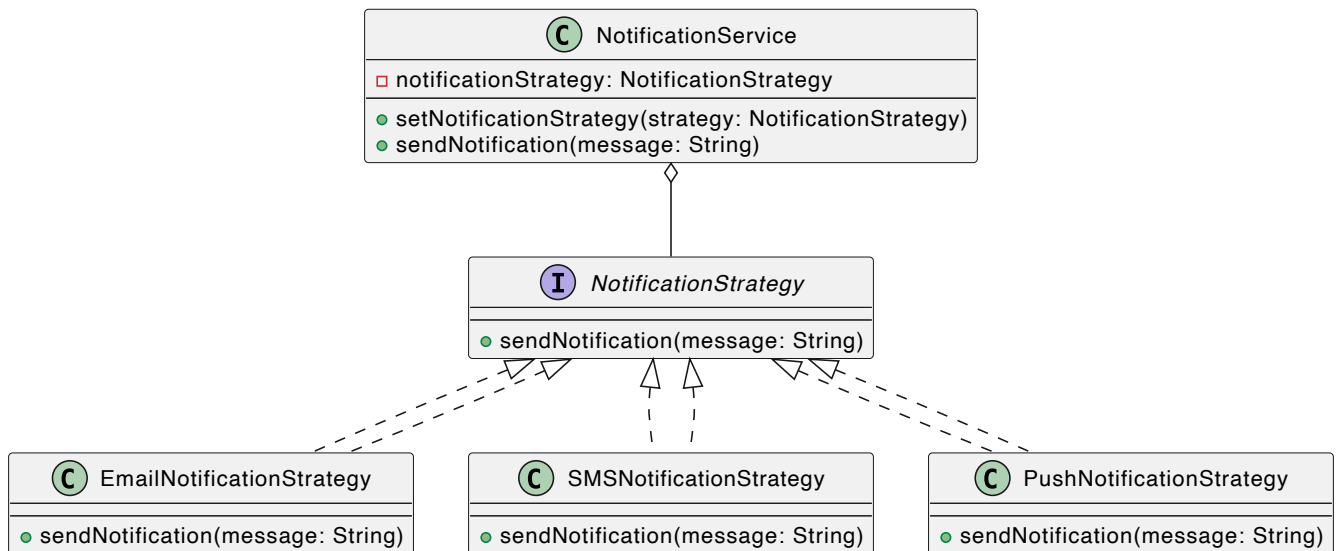 C NotificationService
notificationStrategy: NotificationStrategy
setNotificationStrategy(strategy: NotificationStrategy)
sendNotification(message: String)
I NotificationStrategy
sendNotification(message: String)
C EmailNotificationStrategy
sendNotification(message: String)
C SMSNotificationStrategy
sendNotification(message: String)
C PushNotificationStrategy
sendNotification(message: String)